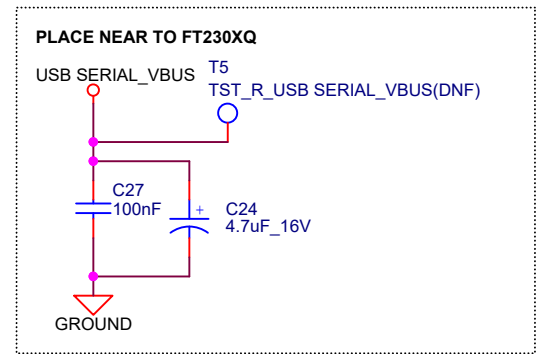 PLACE NEAR TO FT230XQ
USB SERIAL_VBUS
T5
TST_R_USB SERIAL_VBUS(DNF)
C27
100nF
+
C24
4.7uF_16V
GROUND